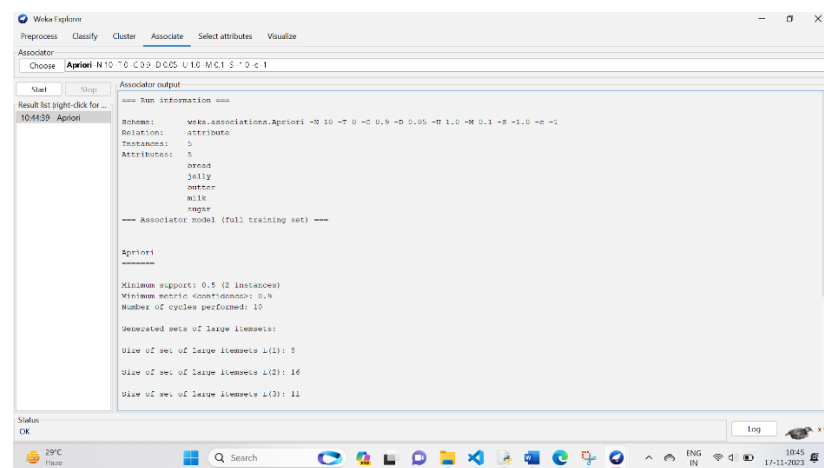 Weka Explorer
Preprocess Classify Cluster Associate Select attributes Visualize
Associator
Choose Apriori -N 10 -T 0 -C 0.9 -D 0.05 -U 1.0 -M 0.1 -S -1.0 -c -1
Start Stop
Result list (right-click for ...
10:44:39 Apriori
Associator output
=== Run information ===
Scheme: weka.associations.Apriori -N 10 -T 0 -C 0.9 -D 0.05 -U 1.0 -M 0.1 -S -1.0 -c -1
Relation: attribute
Instances: 5
Attributes: 5
bread
jelly
butter
milk
sugar
=== Associator model (full training set) ===
Apriori
=======
Minimum support: 0.5 (2 instances)
Minimum metric <confidence>: 0.9
Number of cycles performed: 10
Generated sets of large itemsets:
Size of set of large itemsets L(1):
Size of set of large itemsets L(2): 16
Size of set of large itemsets L(3): 11
Status
OK
Log
x
29°C
Haze
Search
ENG
IN
10:45
17-11-2023